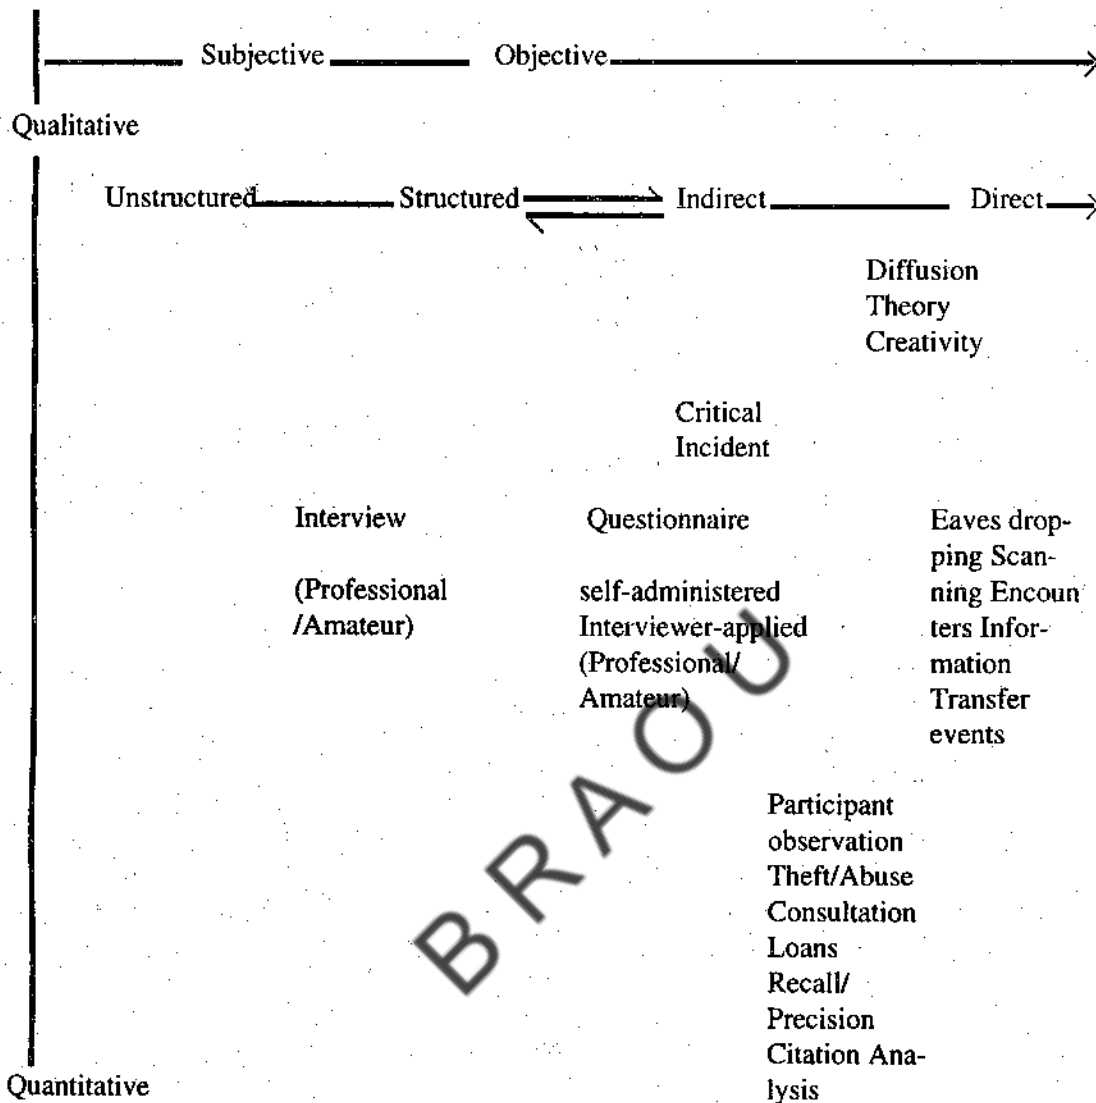 Subjective Objective
Qualitative
Unstructured Structured Indirect Direct
Diffusion
Theory
Creativity
Critical
Incident
Interview
(Professional
/Amateur)
Questionnaire
self-administered
Interviewer-applied
(Professional/
Amateur)
Eaves drop-
ping Scan-
ning Encoun
ters Infor-
mation
Transfer
events
Participant
observation
Theft/Abuse
Consultation
Loans
Recall/
Precision
Citation Ana-
lysis
Quantitative
BRAOU